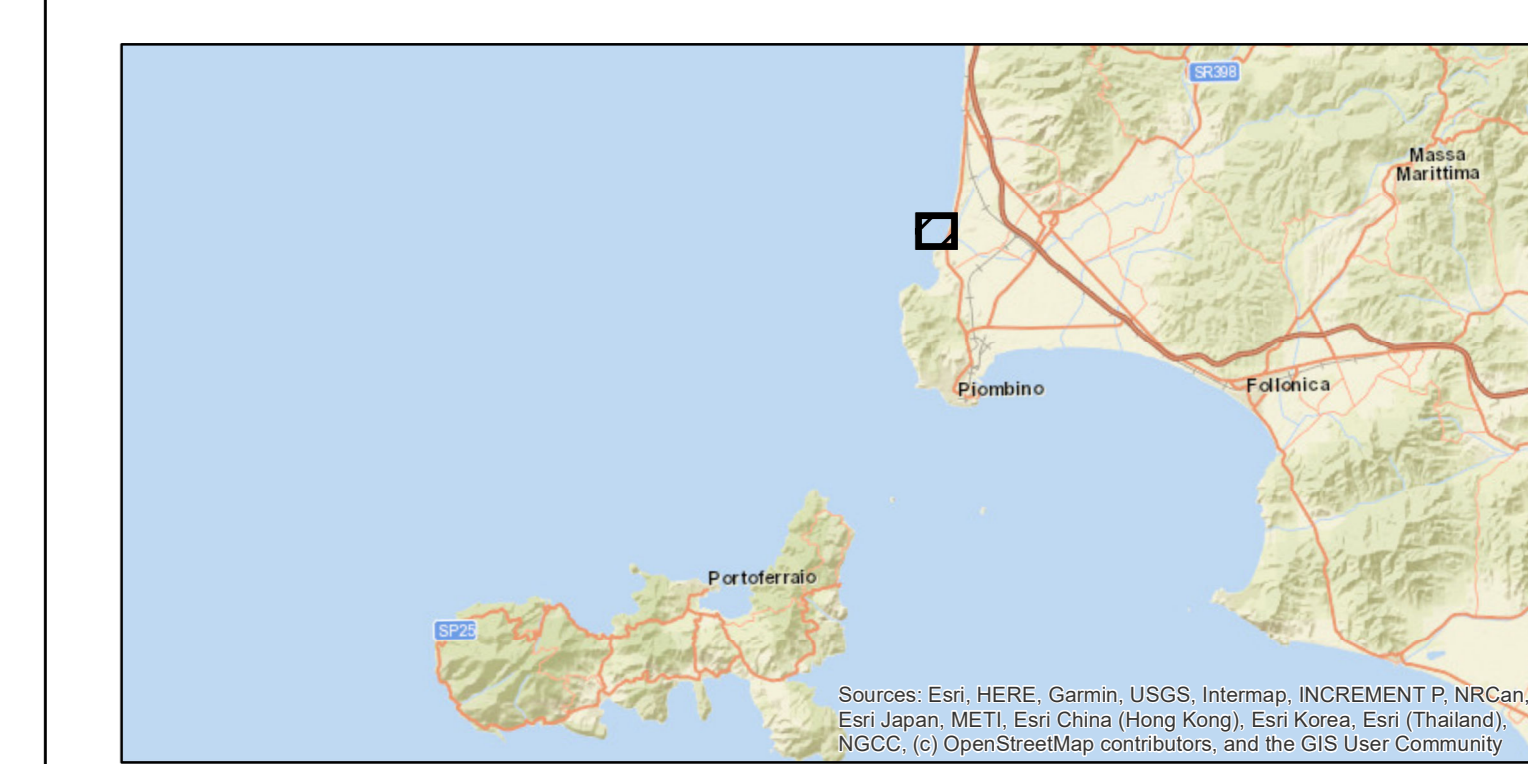 SR398
Massa
Marittima
Piombino
Follonica
Portoferraio
SP25
Sources: Esri, HERE, Garmin, USGS, Intermap, INCREMENT P, NRCan,
Esri Japan, METI, Esri China (Hong Kong), Esri Korea, Esri (Thailand),
NGCC, (c) OpenStreetMap contributors, and the GIS User Community